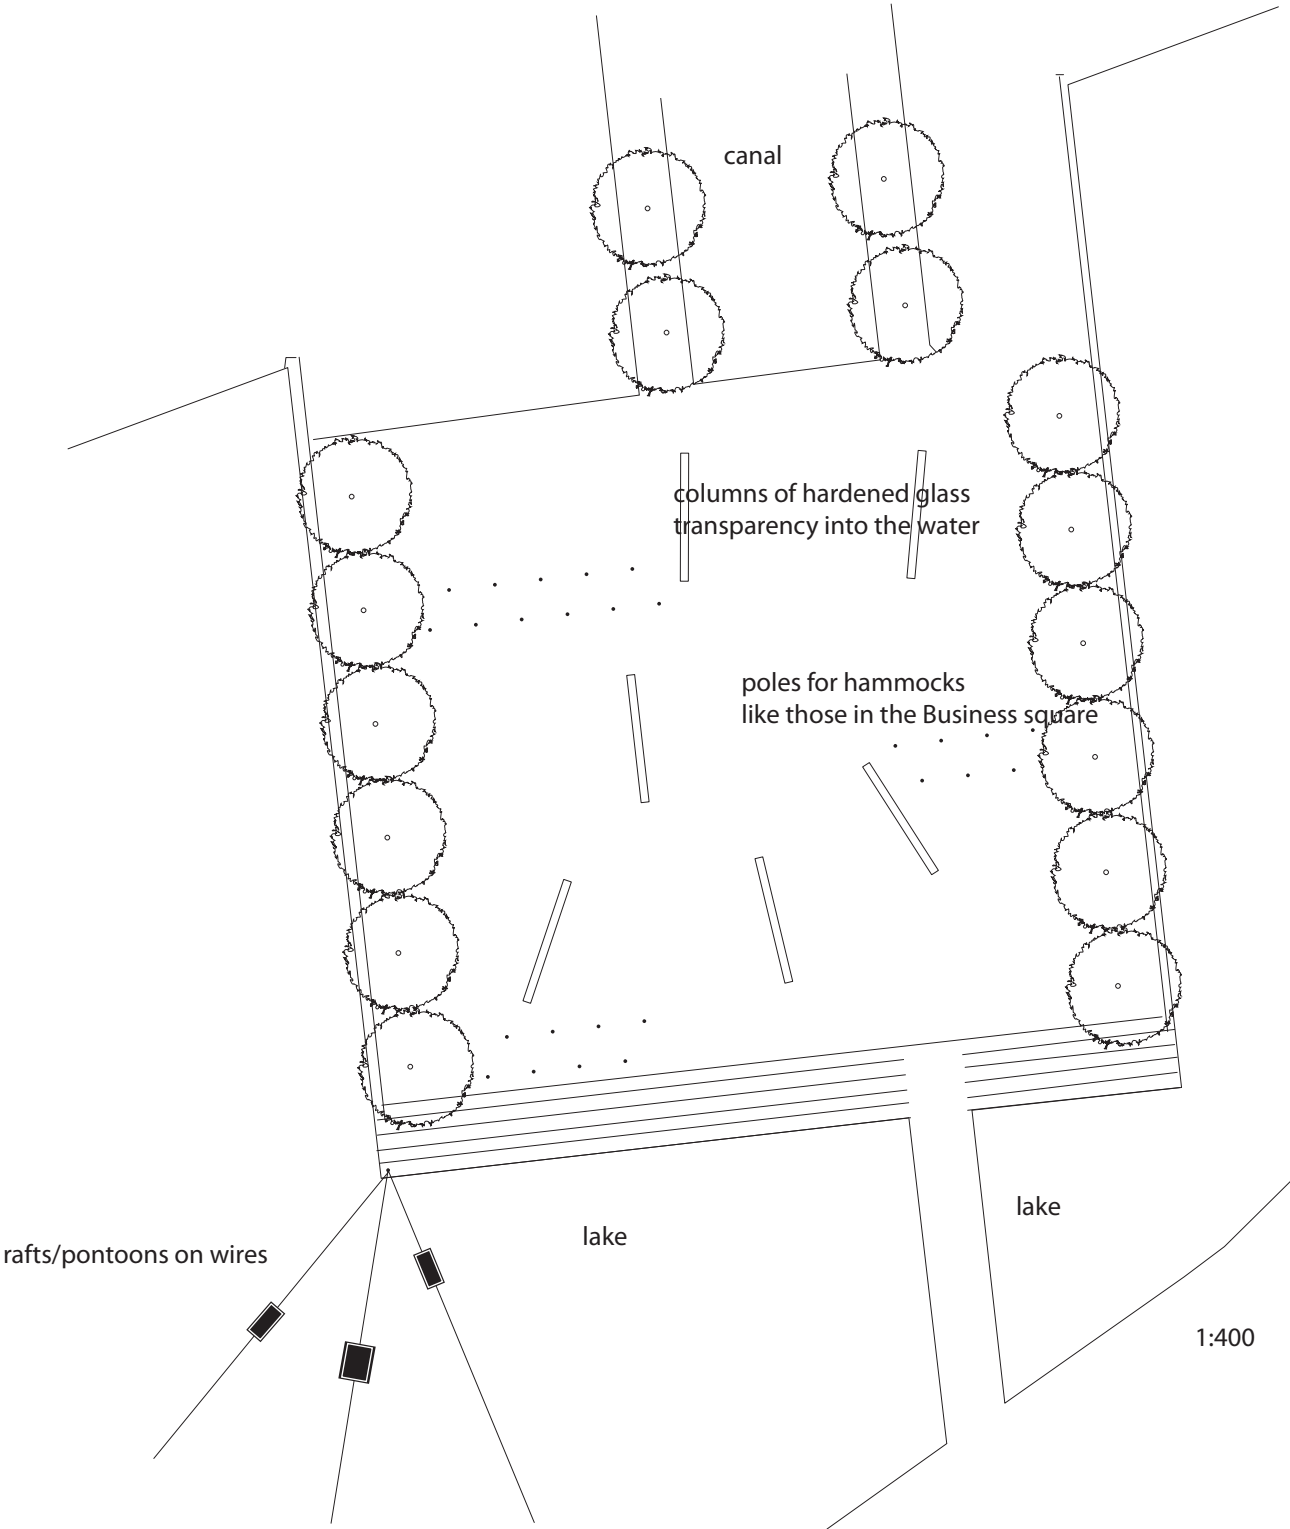 canal
columns of hardened glass
transparency into the water
poles for hammocks
like those in the Business square
lake
lake
rafts/pontoons on wires
1:400